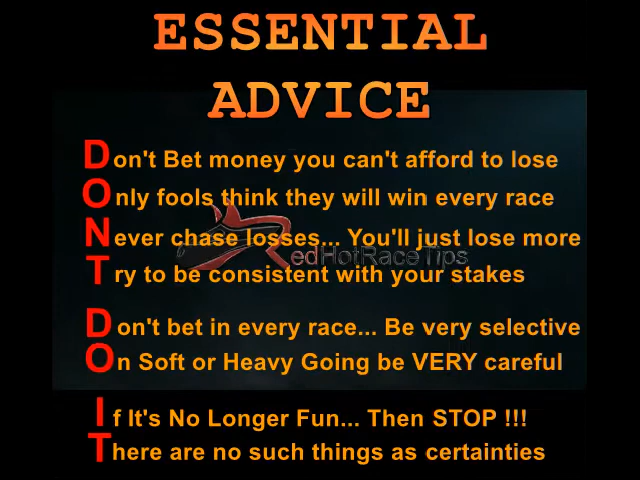 ESSENTIAL
ADVICE
Don't Bet money you can't afford to lose
Only fools think they will win every race
Never chase losses... You'll just lose more
RedHotRaceTips
Try to be consistent with your stakes
Don't bet in every race... Be very selective
On Soft or Heavy Going be VERY careful
If It's No Longer Fun... Then STOP !!!
There are no such things as certainties